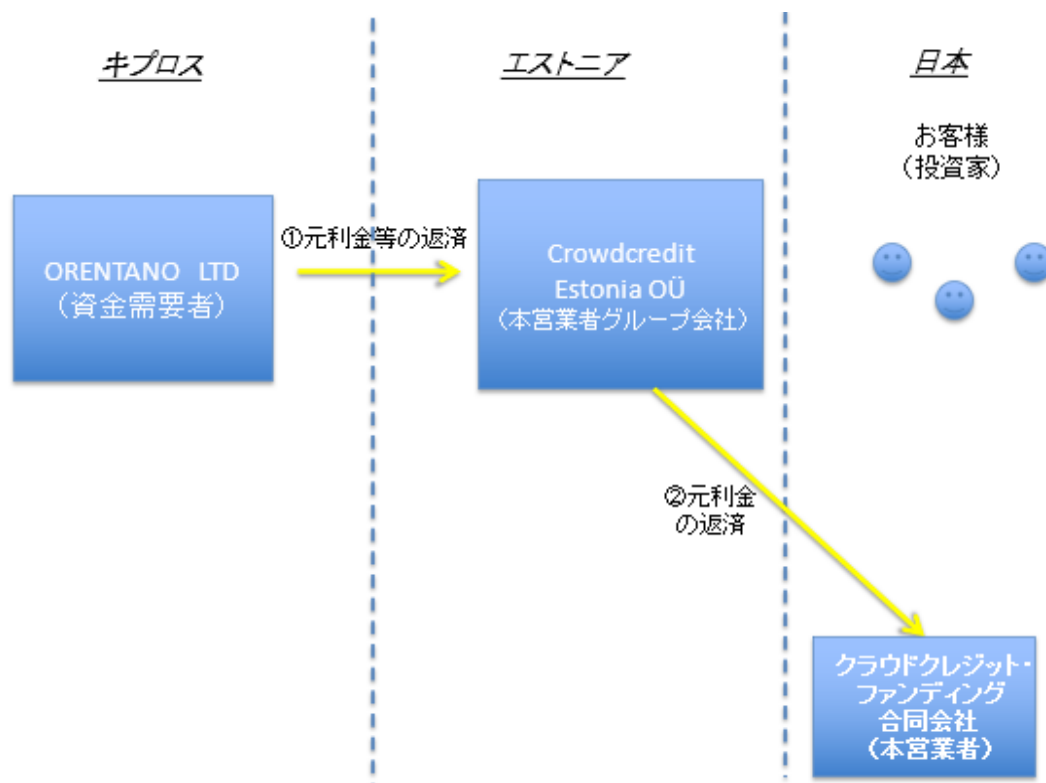 キプロス
エストニア
日本
お客様
（投資家）
ORENTANO LTD
（資金需要者）
①元利金等の返済
Crowdcredit
Estonia OÜ
（本営業者グループ会社）
②元利金
の返済
クラウドクレジット・
ファンディング
合同会社
（本営業者）